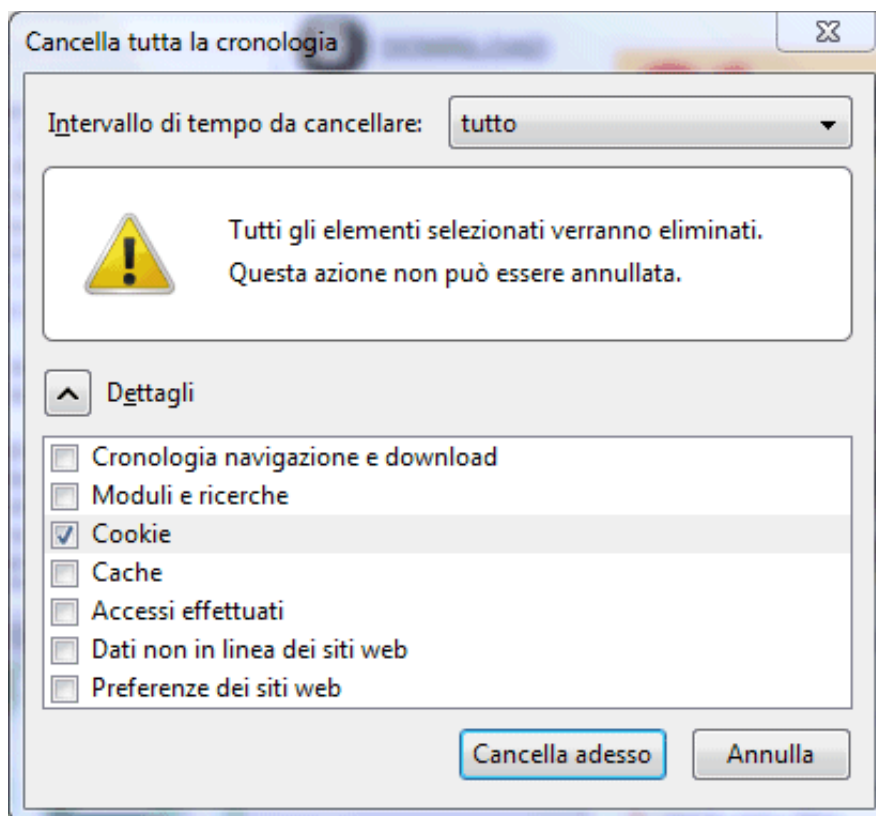 Cancella tutta la cronologia
Intervallo di tempo da cancellare: tutto
Tutti gli elementi selezionati verranno eliminati.
Questa azione non può essere annullata.
Dettagli
Cronologia navigazione e download
Moduli e ricerche
Cookie
Cache
Accessi effettuati
Dati non in linea dei siti web
Preferenze dei siti web
Cancella adesso Annulla